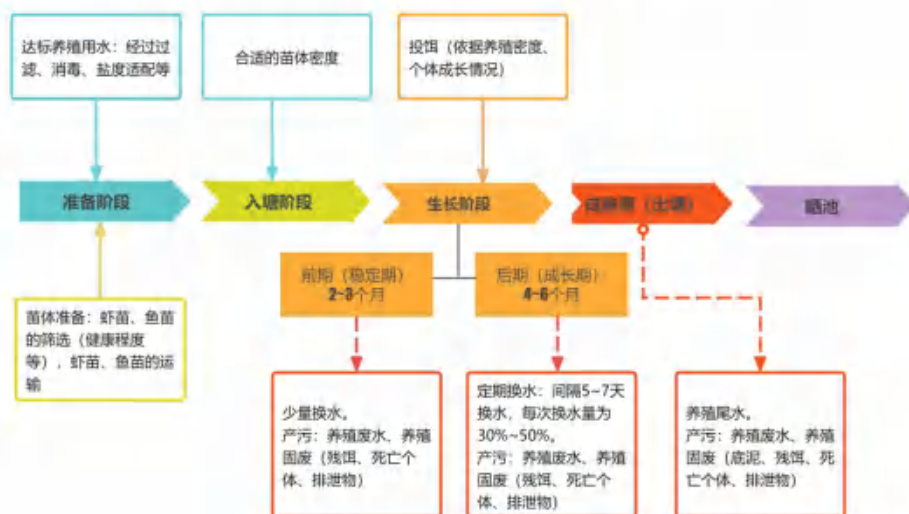 达标养殖用水：经过过
滤、消毒、盐度适配等
合适的苗体密度
投饵（依据养殖密度、
个体成长情况）
准备阶段
入塘阶段
生长阶段
（出塘）
晒池
前期（稳定期）
2~3个月
后期（成长期）
4~6个月
苗体准备：虾苗、鱼苗
的筛选（健康程度
等），虾苗、鱼苗的运
输
少量换水。
产污：养殖废水、养殖
固废（残饵、死亡个
体、排泄物）
定期换水：间隔5~7天
换水，每次换水量为
30%~50%。
产污：养殖废水、养殖
固废（残饵、死亡个
体、排泄物）
养殖尾水。
产污：养殖废水、养殖
固废（底泥、残饵、死
亡个体、排泄物）